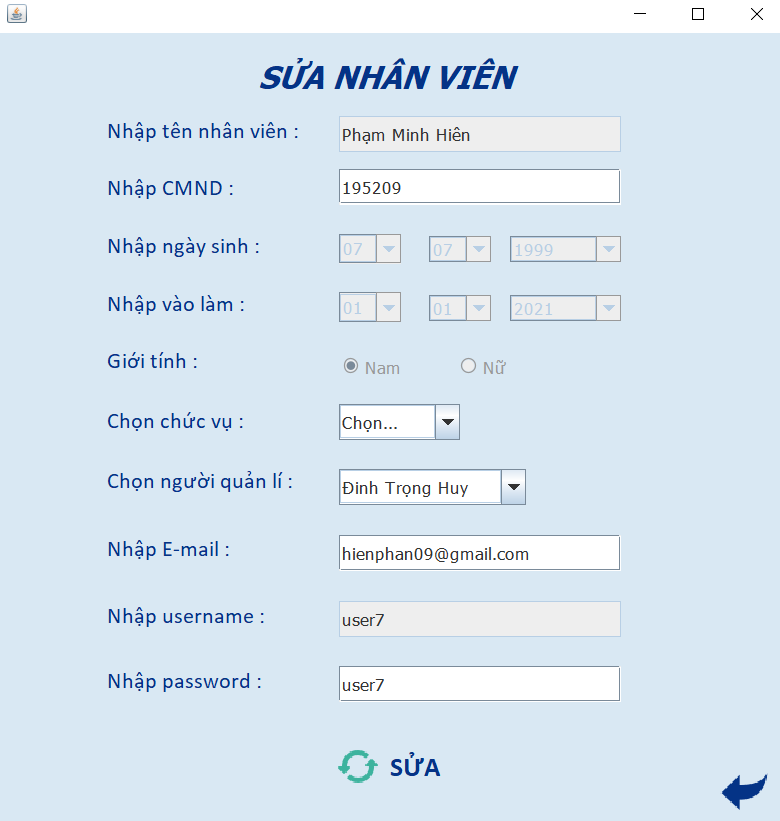 SỬA NHÂN VIÊN
Nhập tên nhân viên : Phạm Minh Hiên
Nhập CMND : 195209
Nhập ngày sinh : 07 07 1999
Nhập vào làm : 01 01 2021
Giới tính : Nam Nữ
Chọn chức vụ : Chọn...
Chọn người quản lí : Đinh Trọng Huy
Nhập E-mail : hienphan09@gmail.com
Nhập username : user7
Nhập password : user7
SỬA